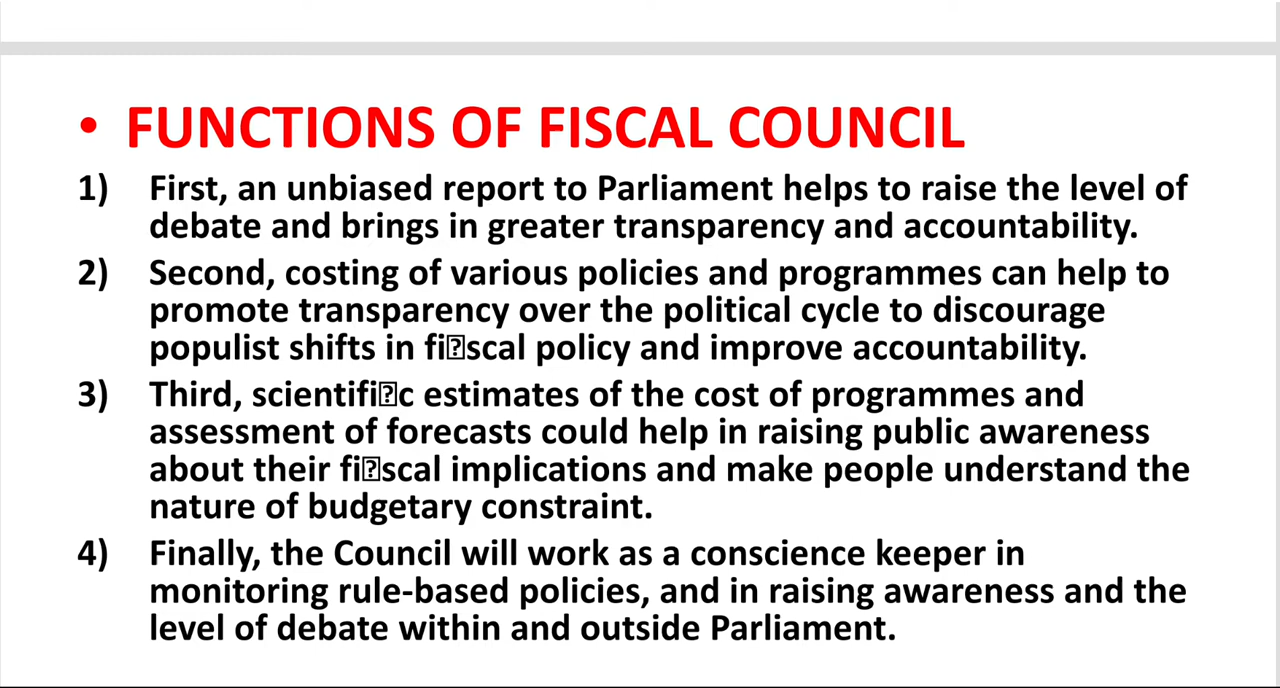 • FUNCTIONS OF FISCAL COUNCIL
1) First, an unbiased report to Parliament helps to raise the level of
debate and brings in greater transparency and accountability.
2) Second, costing of various policies and programmes can help to
promote transparency over the political cycle to discourage
populist shifts in fi⍰scal policy and improve accountability.
3) Third, scientifi⍰c estimates of the cost of programmes and
assessment of forecasts could help in raising public awareness
about their fi⍰scal implications and make people understand the
nature of budgetary constraint.
4) Finally, the Council will work as a conscience keeper in
monitoring rule-based policies, and in raising awareness and the
level of debate within and outside Parliament.